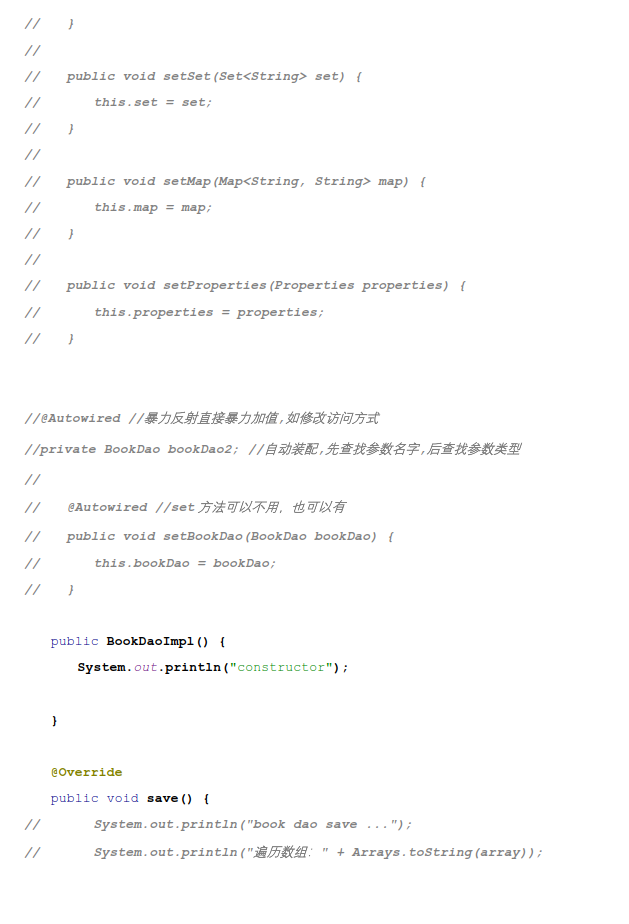 //   }
//
//   public void setSet(Set<String> set) {
//       this.set = set;
//   }
//
//   public void setMap(Map<String, String> map) {
//       this.map = map;
//   }
//
//   public void setProperties(Properties properties) {
//       this.properties = properties;
//   }
//@Autowired //暴力反射直接暴力加值,如修改访问方式
//private BookDao bookDao2; //自动装配,先查找参数名字,后查找参数类型
//
//   @Autowired //set 方法可以不用，也可以有
//   public void setBookDao(BookDao bookDao) {
//       this.bookDao = bookDao;
//   }
public BookDaoImpl() {
System.out.println("constructor");
}
@Override
public void save() {
//       System.out.println("book dao save ...");
//       System.out.println("遍历数组：" + Arrays.toString(array));